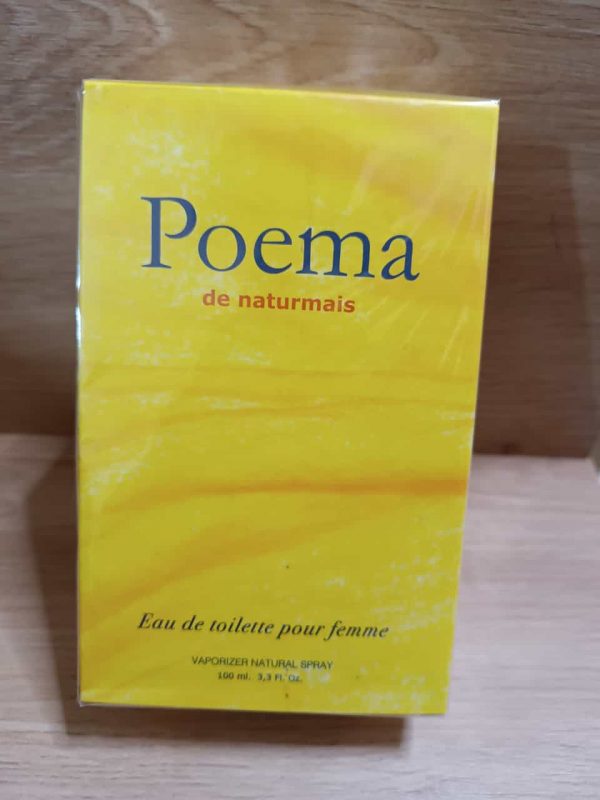 Poema
de naturmais
Eau de toilette pour femme
VAPORIZER NATURAL SPRAY
100 ml. 3,3 Fl. Oz.